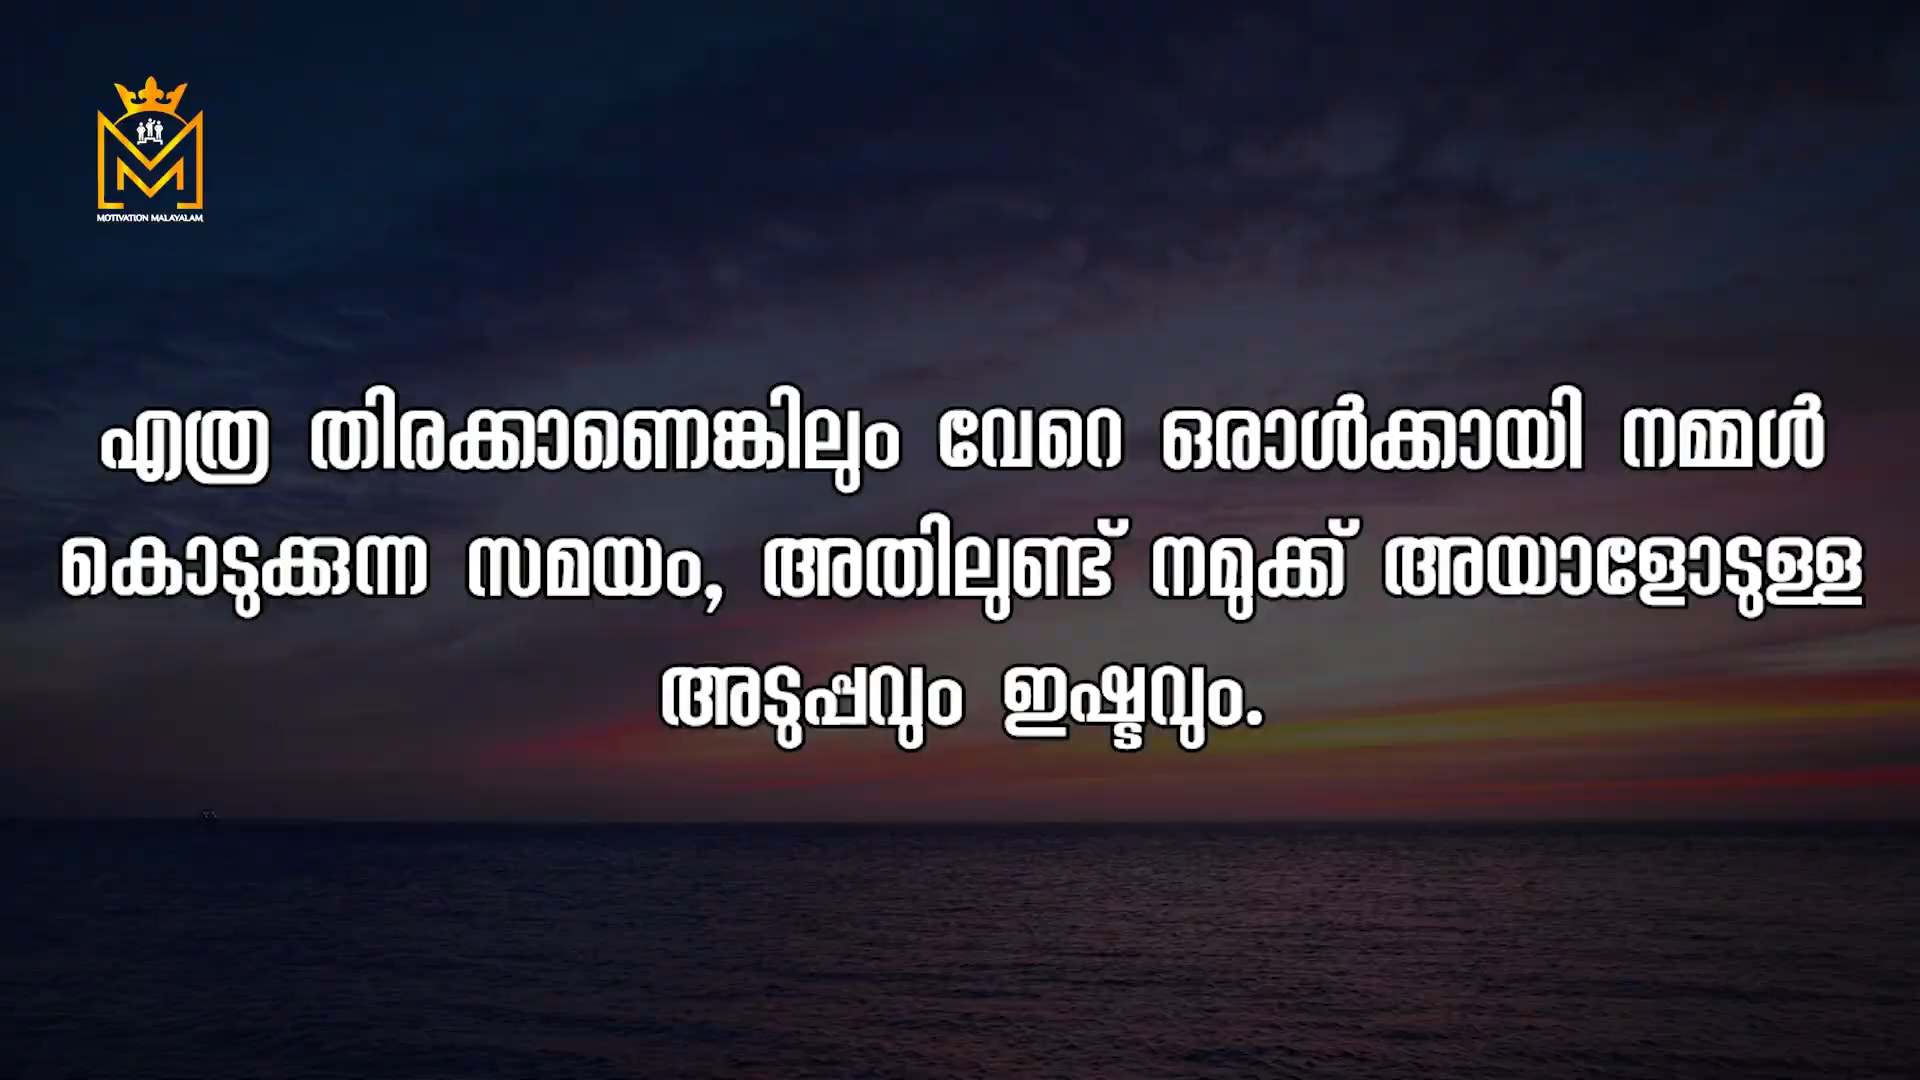 MOTIVATION MALAYALAM
എത്ര തിരക്കാണെങ്കിലും വേറെ ഒരാൾക്കായി നമ്മൾ
കൊടുക്കുന്ന സമയം, അതിലുണ്ട് നമുക്ക് അയാളോടുള്ള
അടുപ്പവും ഇഷ്ടവും.